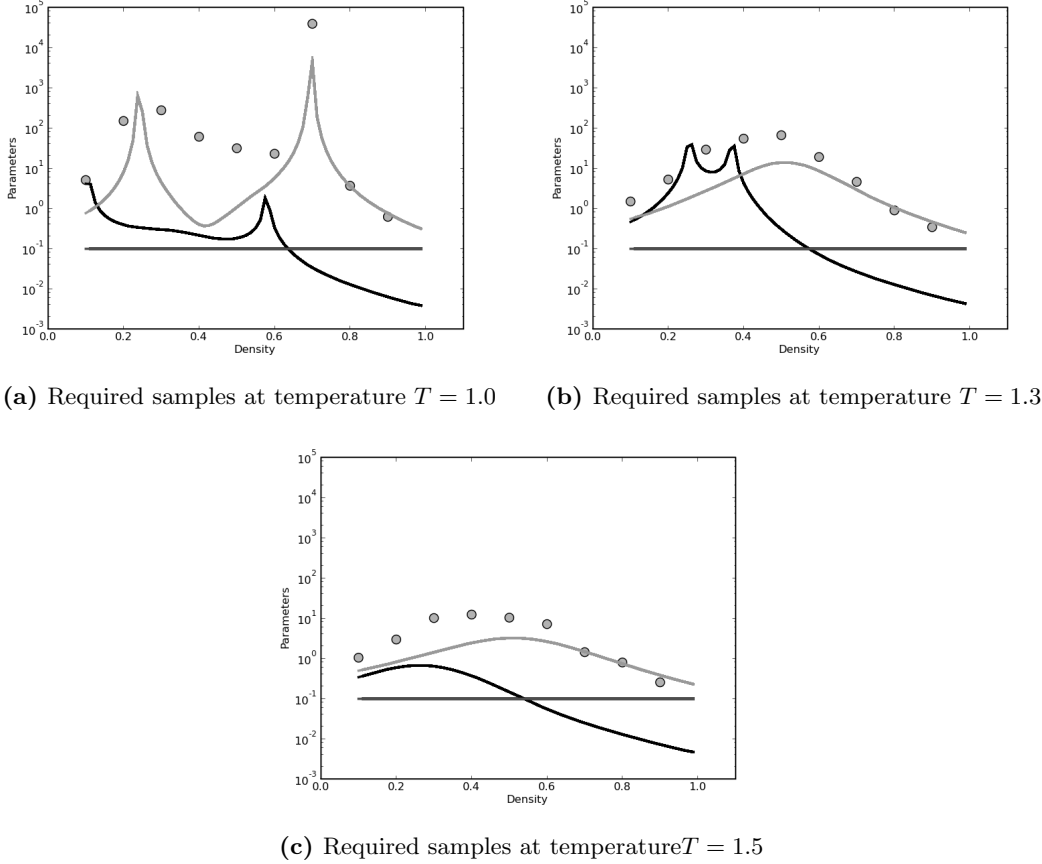 10^5
10^4
10^3
10^2
10^1
10^0
10^-1
10^-2
10^-3
Parameters
0.0 0.2 0.4 0.6 0.8 1.0
Density
10^5
10^4
10^3
10^2
10^1
10^0
10^-1
10^-2
10^-3
Parameters
0.0 0.2 0.4 0.6 0.8 1.0
Density
(a) Required samples at temperature T = 1.0
(b) Required samples at temperature T = 1.3
10^5
10^4
10^3
10^2
10^1
10^0
10^-1
10^-2
10^-3
Parameters
0.0 0.2 0.4 0.6 0.8 1.0
Density
(c) Required samples at temperatureT = 1.5